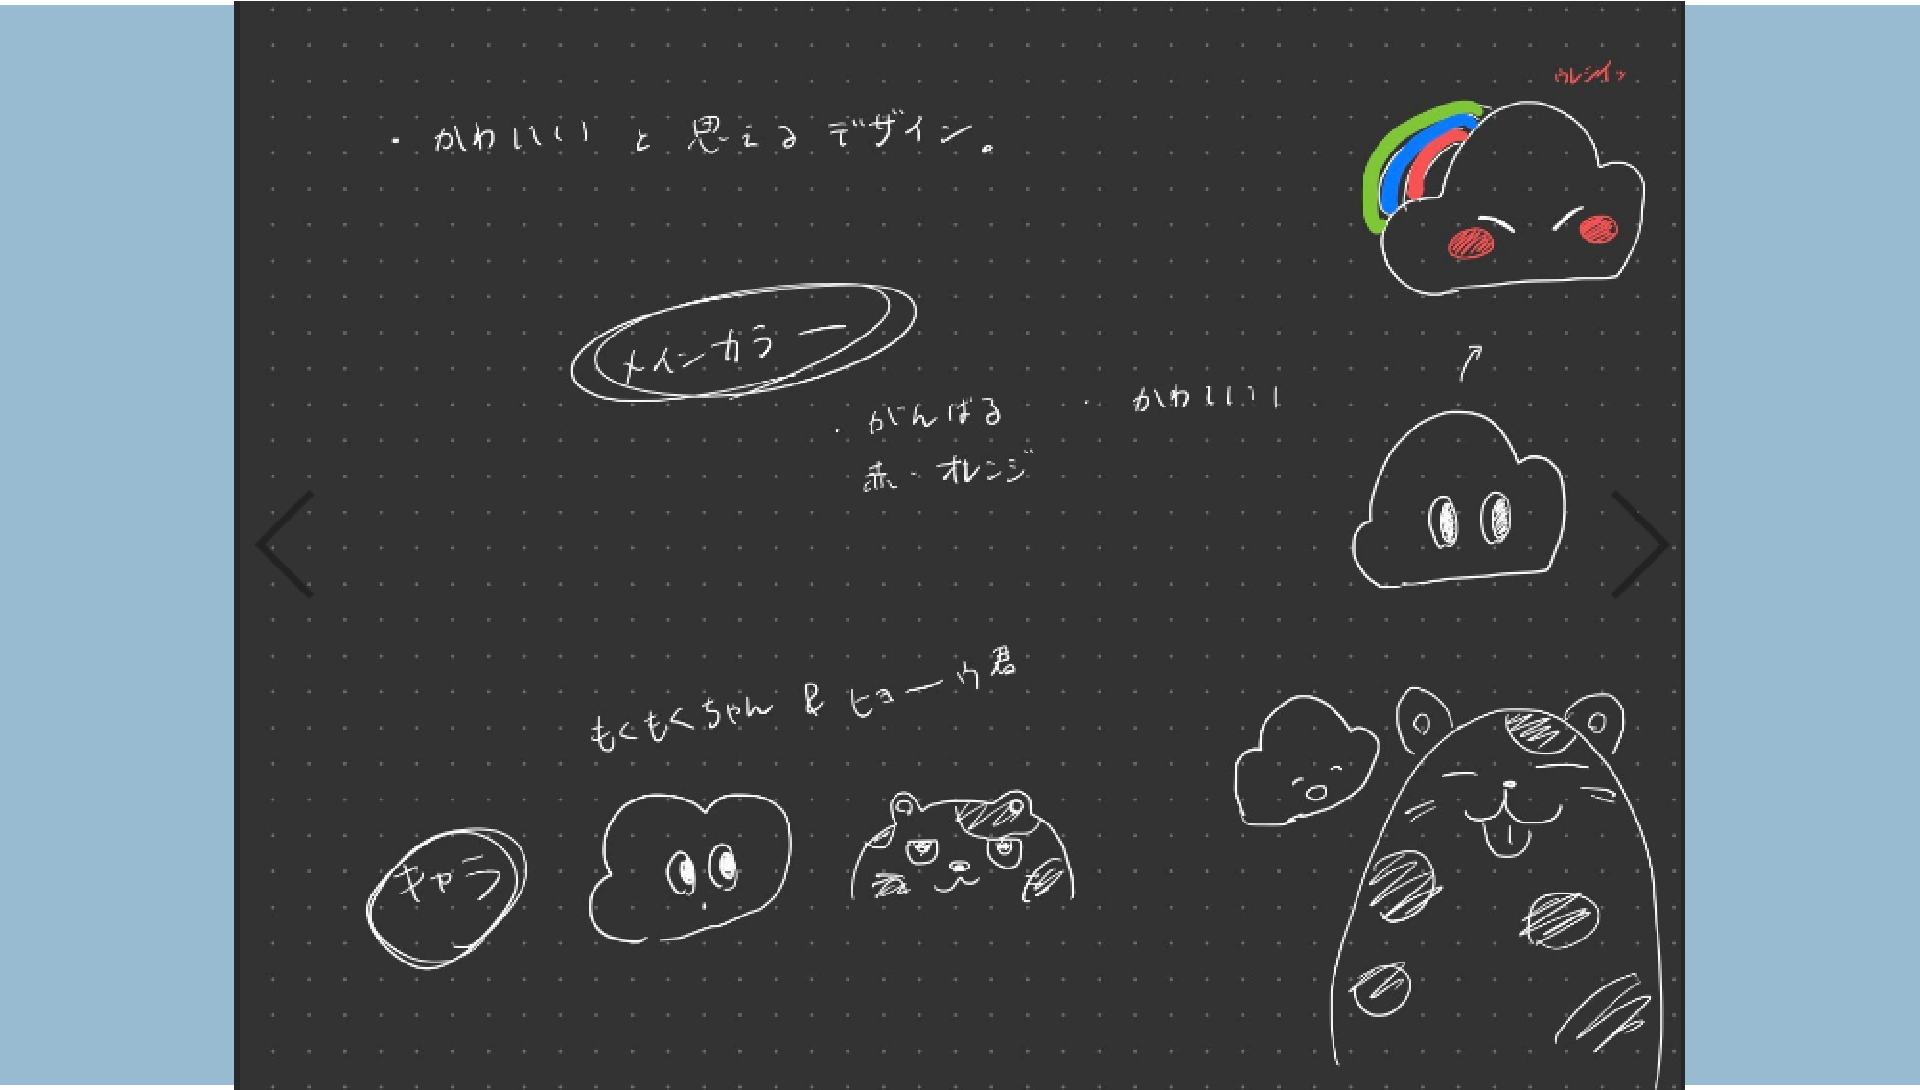 ウレシイッ
・かわいいと思えるデザイン。
メインカラー
・がんばる
・かわいい
赤・オレンジ
もくもくちゃん & ヒョーウ君
キャラ